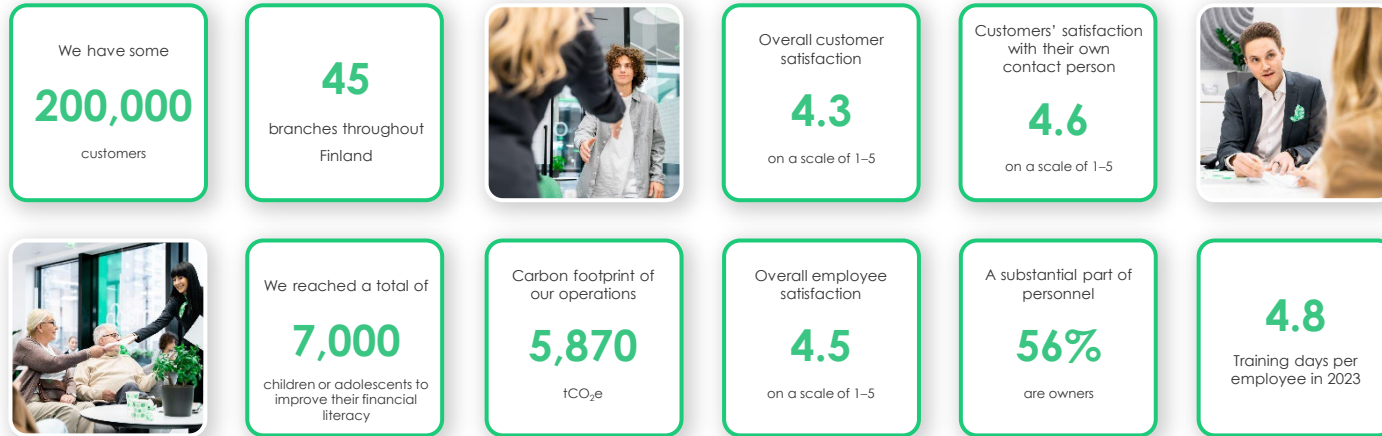 We have some
200,000
customers
45
branches throughout
Finland
Overall customer
satisfaction
4.3
on a scale of 1–5
Customers’ satisfaction
with their own
contact person
4.6
on a scale of 1–5
We reached a total of
7,000
children or adolescents to
improve their financial
literacy
Carbon footprint of
our operations
5,870
tCO₂e
Overall employee
satisfaction
4.5
on a scale of 1–5
A substantial part of
personnel
56%
are owners
4.8
Training days per
employee in 2023